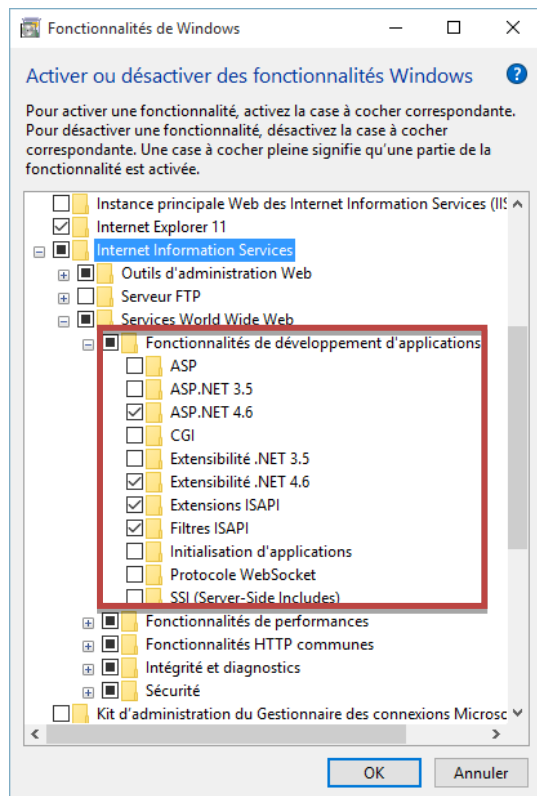 Fonctionnalités de Windows
Activer ou désactiver des fonctionnalités Windows
Pour activer une fonctionnalité, activez la case à cocher correspondante.
Pour désactiver une fonctionnalité, désactivez la case à cocher
correspondante. Une case à cocher pleine signifie qu'une partie de la
fonctionnalité est activée.
Instance principale Web des Internet Information Services (IIS
Internet Explorer 11
Internet Information Services
Outils d'administration Web
Serveur FTP
Services World Wide Web
Fonctionnalités de développement d'applications
ASP
ASP.NET 3.5
ASP.NET 4.6
CGI
Extensibilité .NET 3.5
Extensibilité .NET 4.6
Extensions ISAPI
Filtres ISAPI
Initialisation d'applications
Protocole WebSocket
SSI (Server-Side Includes)
Fonctionnalités de performances
Fonctionnalités HTTP communes
Intégrité et diagnostics
Sécurité
Kit d'administration du Gestionnaire des connexions Microsc
OK Annuler